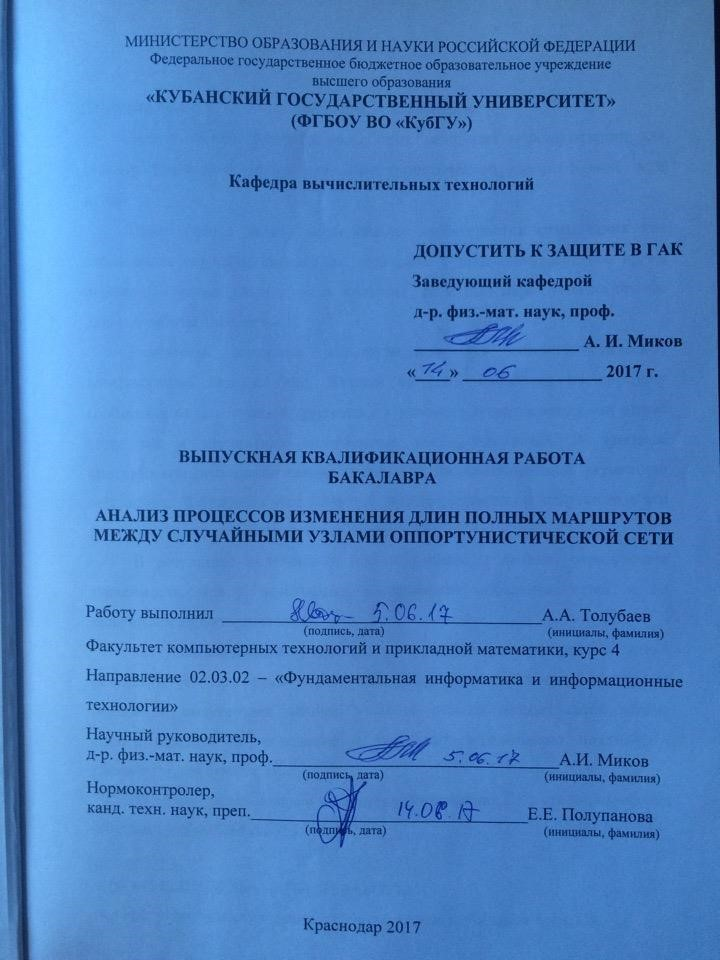 МИНИСТЕРСТВО ОБРАЗОВАНИЯ И НАУКИ РОССИЙСКОЙ ФЕДЕРАЦИИ
Федеральное государственное бюджетное образовательное учреждение
высшего образования
«КУБАНСКИЙ ГОСУДАРСТВЕННЫЙ УНИВЕРСИТЕТ»
(ФГБОУ ВО «КубГУ»)
Кафедра вычислительных технологий
ДОПУСТИТЬ К ЗАЩИТЕ В ГАК
Заведующий кафедрой
д-р. физ.-мат. наук, проф.
А. И. Миков
«14» 06 2017 г.
ВЫПУСКНАЯ КВАЛИФИКАЦИОННАЯ РАБОТА
БАКАЛАВРА
АНАЛИЗ ПРОЦЕССОВ ИЗМЕНЕНИЯ ДЛИН ПОЛНЫХ МАРШРУТОВ
МЕЖДУ СЛУЧАЙНЫМИ УЗЛАМИ ОППОРТУНИСТИЧЕСКОЙ СЕТИ
Работу выполнил 5.06.17 А.А. Толубаев
(подпись, дата) (инициалы, фамилия)
Факультет компьютерных технологий и прикладной математики, курс 4
Направление 02.03.02 – «Фундаментальная информатика и информационные
технологии»
Научный руководитель,
д-р. физ.-мат. наук, проф. 5.06.17 А.И. Миков
(подпись, дата) (инициалы, фамилия)
Нормоконтролер,
канд. техн. наук, преп. Е.Е. Полупанова
(подпись, дата) (инициалы, фамилия)
Краснодар 2017